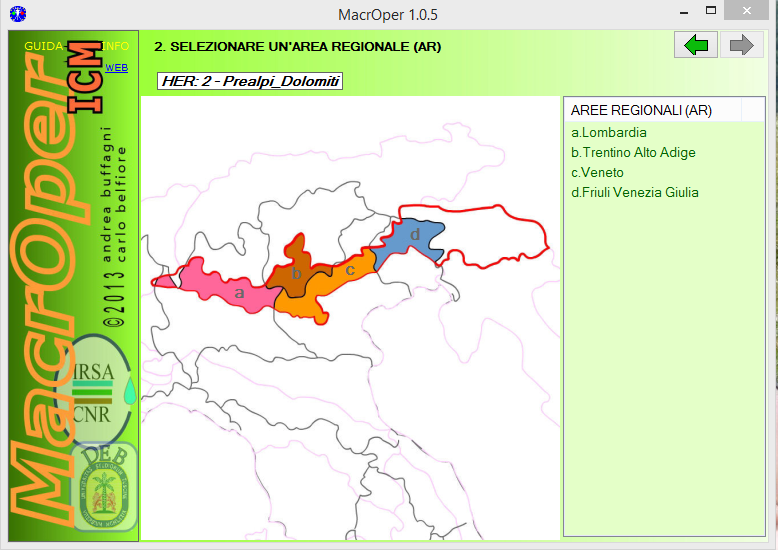 MacrOper 1.0.5
GUIDA
INFO
WEB
MacrOper
ICM
©2013 andrea buffagni
carlo belfiore
IRSA
CNR
DEB
2. SELEZIONARE UN'AREA REGIONALE (AR)
HER: 2 - Prealpi_Dolomiti
a
b
c
d
AREE REGIONALI (AR)
a.Lombardia
b.Trentino Alto Adige
c.Veneto
d.Friuli Venezia Giulia